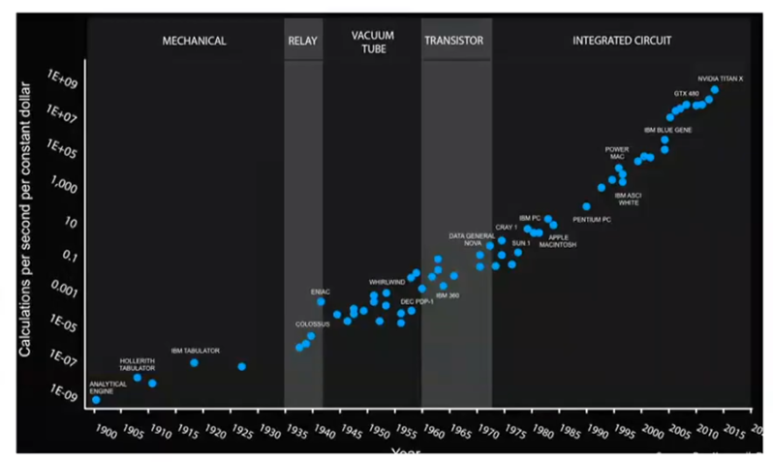 MECHANICAL
RELAY
VACUUM
TUBE
TRANSISTOR
INTEGRATED CIRCUIT
Calculations per second per constant dollar
1E+09
1E+07
1E+05
1,000
10
0.1
0.001
1E-05
1E-07
1E-09
NVIDIA TITAN X
GTX 480
IBM BLUE GENE
POWER
MAC
IBM ASCI
WHITE
PENTIUM PC
IBM PC
CRAY 1
APPLE
MACINTOSH
DATA GENERAL
NOVA
SUN 1
WHIRLWIND
IBM 360
DEC PDP-1
ENIAC
COLOSSUS
IBM TABULATOR
HOLLERITH
TABULATOR
ANALYTICAL
ENGINE
1900 1905 1910 1915 1920 1925 1930 1935 1940 1945 1950 1955 1960 1965 1970 1975 1980 1985 1990 1995 2000 2005 2010 2015
Year